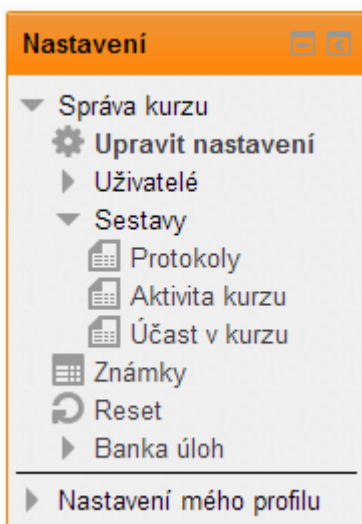 Nastavení
Správa kurzu
Upravit nastavení
Uživatelé
Sestavy
Protokoly
Aktivita kurzu
Účast v kurzu
Známky
Reset
Banka úloh
Nastavení mého profilu